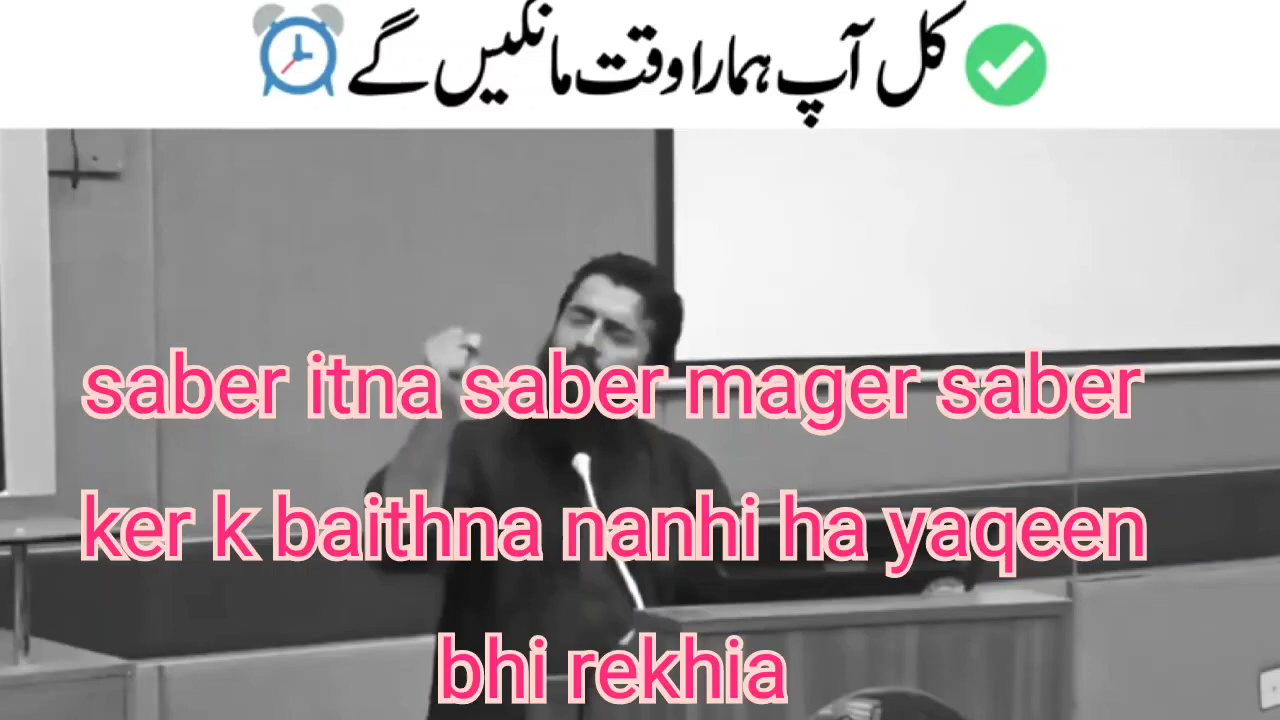 کل آپ ہمارا وقت مانگیں گے
saber itna saber mager saber
ker k baithna nanhi ha yaqeen
bhi rekhia